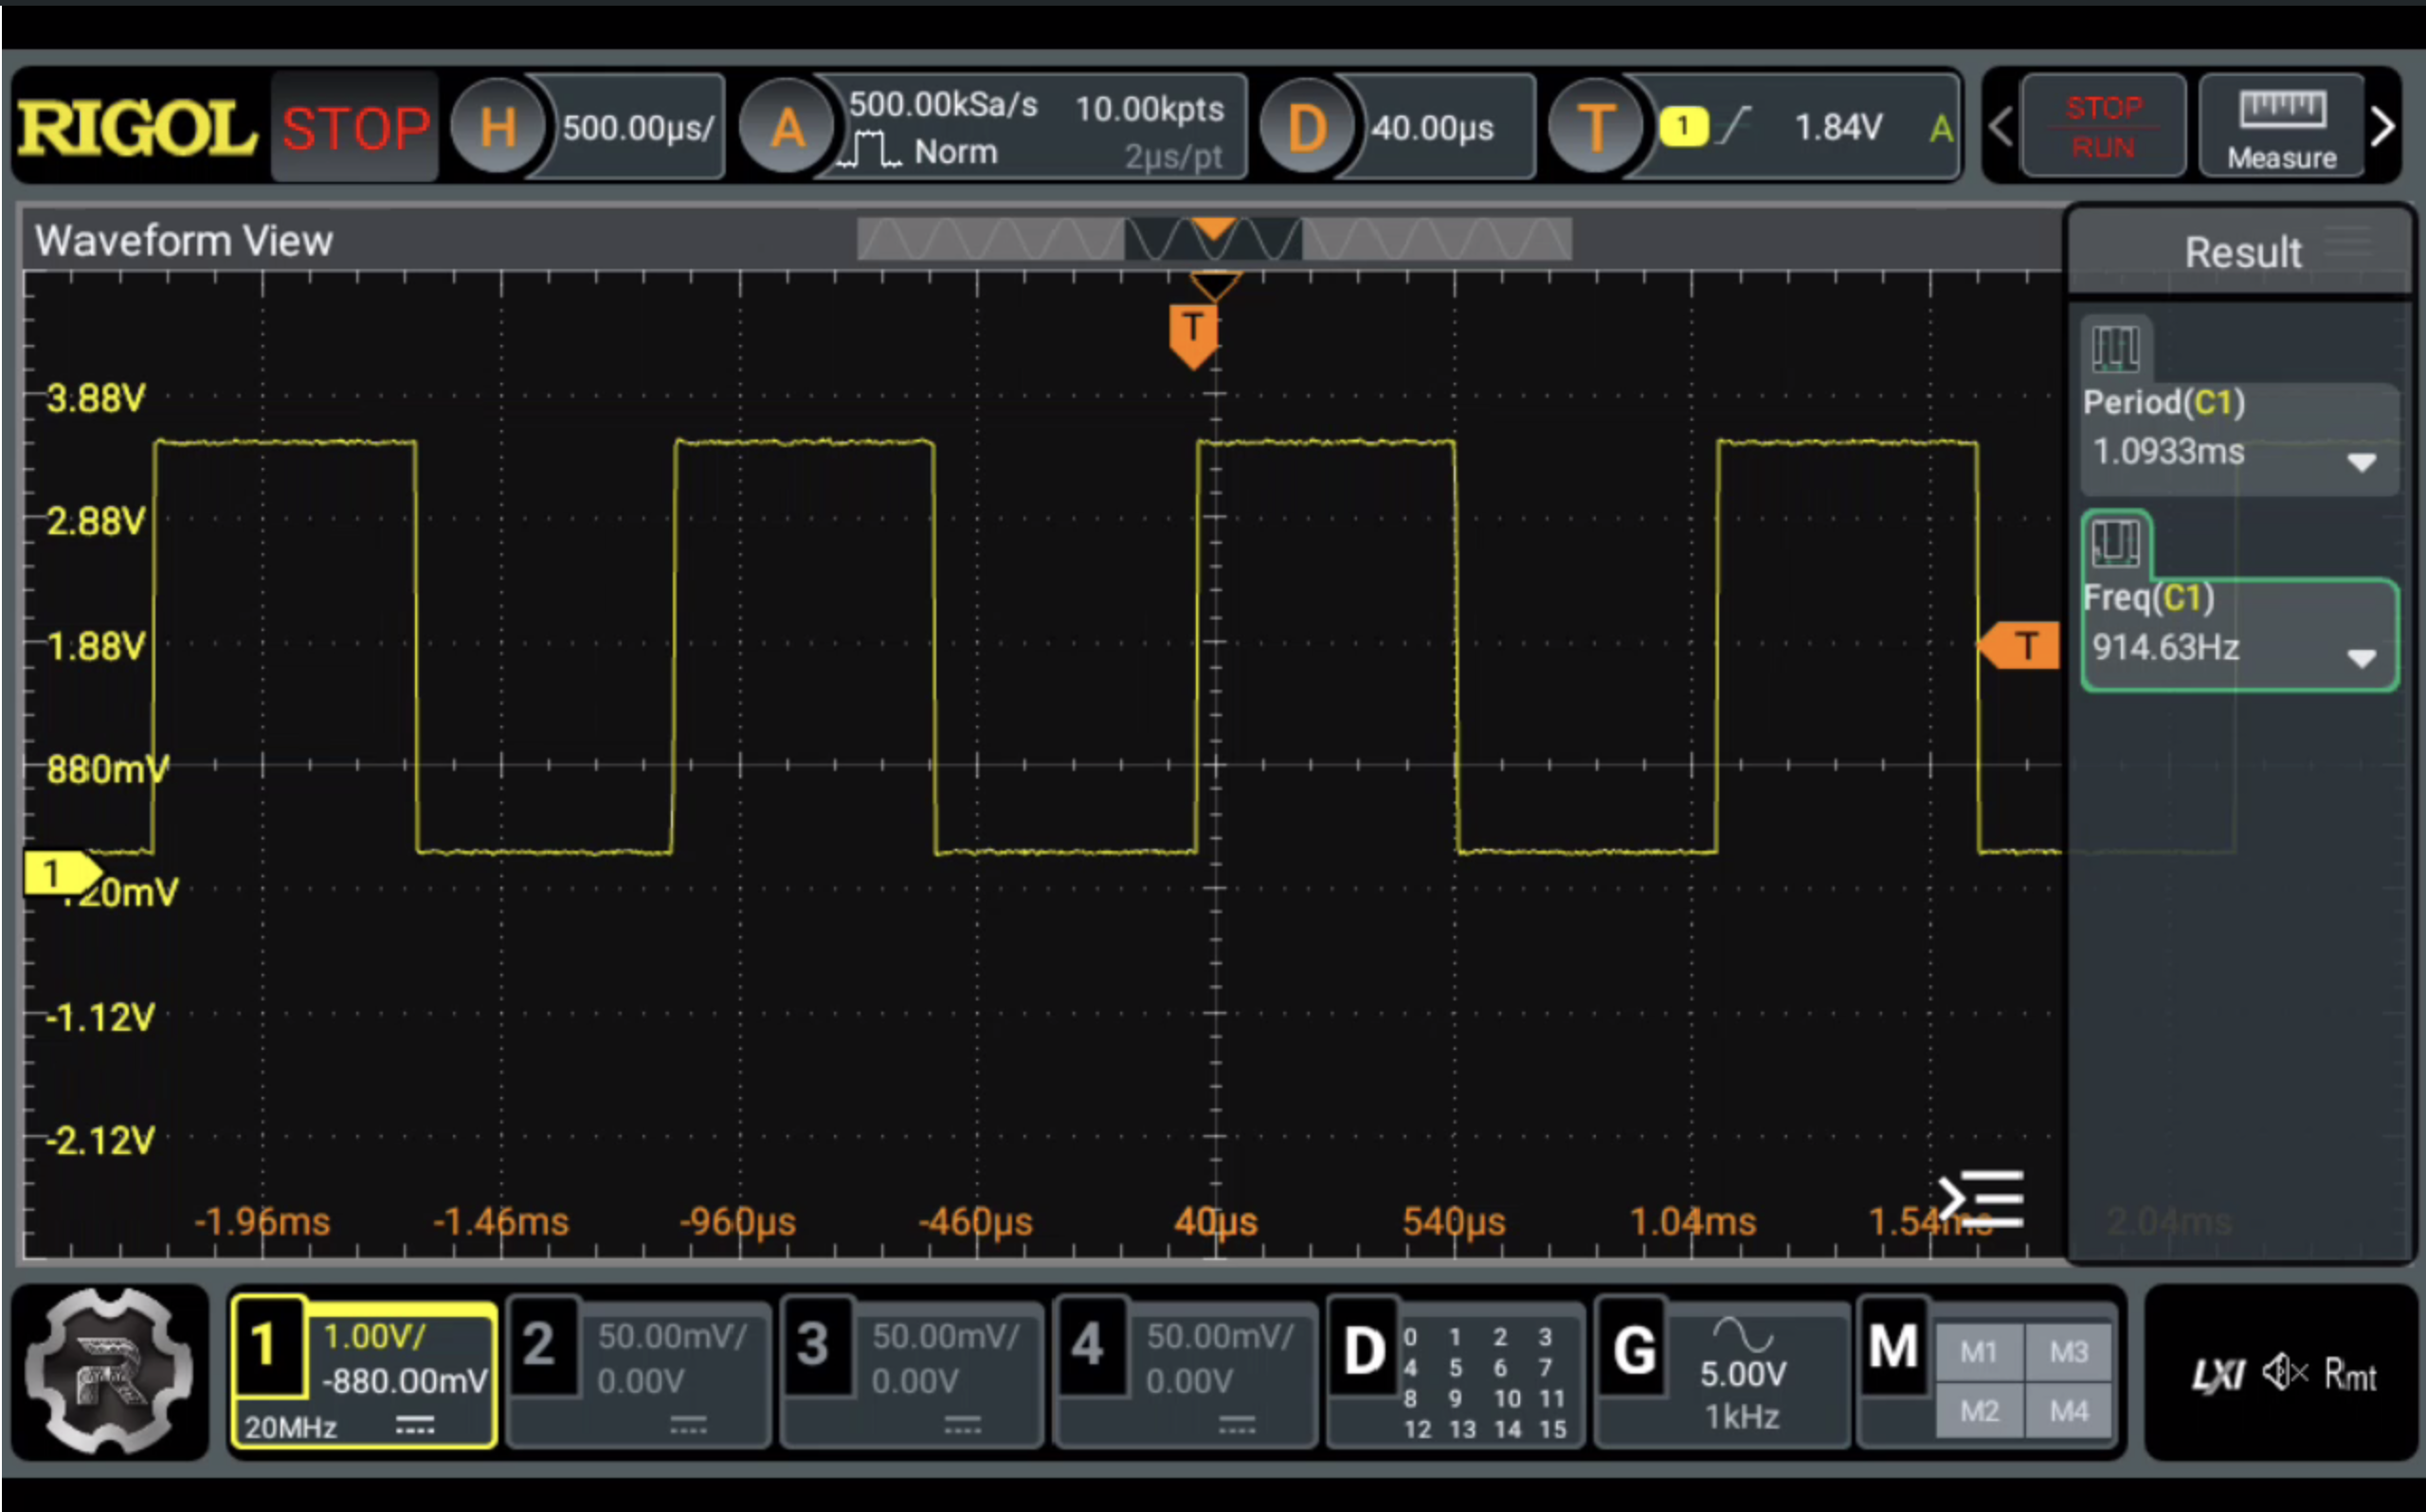 RIGOL
STOP
H
500.00µs/
A
500.00kSa/s 10.00kpts
Norm 2µs/pt
D
40.00µs
T
1 1.84V A
STOP
RUN
Measure
Waveform View
Result
T
3.88V
2.88V
1.88V
880mV
1
20mV
-1.12V
-2.12V
T
Period(C1)
1.0933ms
Freq(C1)
914.63Hz
-1.96ms -1.46ms -960µs -460µs 40µs 540µs 1.04ms 1.54ms 2.04ms
R
1
1.00V/
-880.00mV
20MHz
2
50.00mV/
0.00V
3
50.00mV/
0.00V
4
50.00mV/
0.00V
D
0 1 2 3
4 5 6 7
8 9 10 11
12 13 14 15
G
5.00V
1kHz
M
M1 M3
M2 M4
LXI Rmt